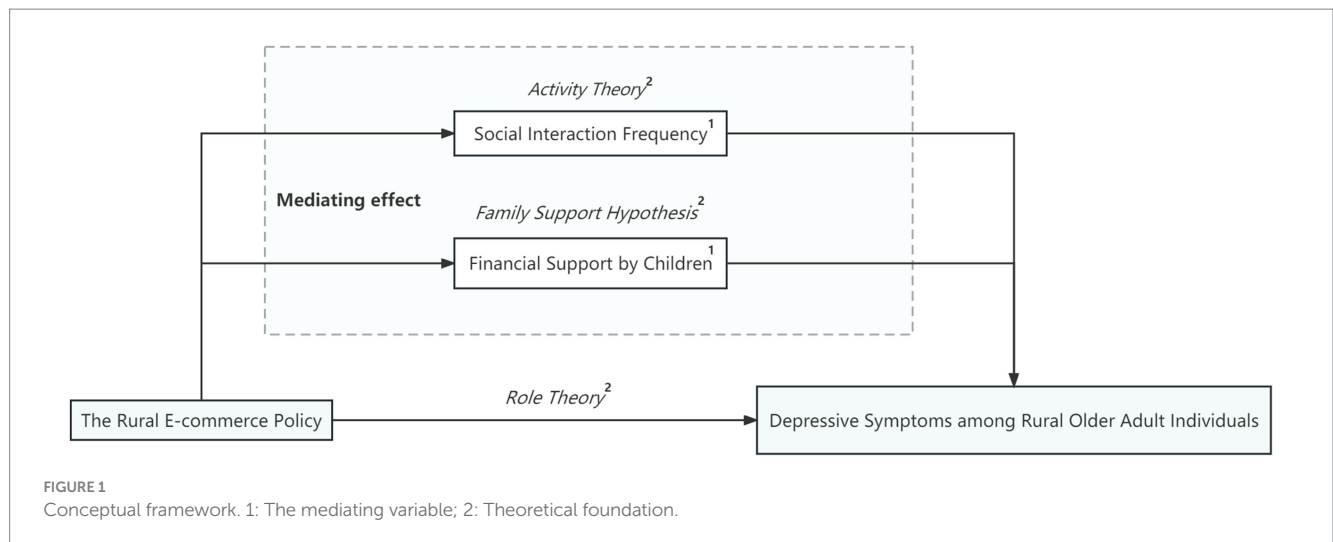 Activity Theory2
Social Interaction Frequency1
Mediating effect
Family Support Hypothesis2
Financial Support by Children1
Role Theory2
The Rural E-commerce Policy
Depressive Symptoms among Rural Older Adult Individuals
FIGURE 1
Conceptual framework. 1: The mediating variable; 2: Theoretical foundation.